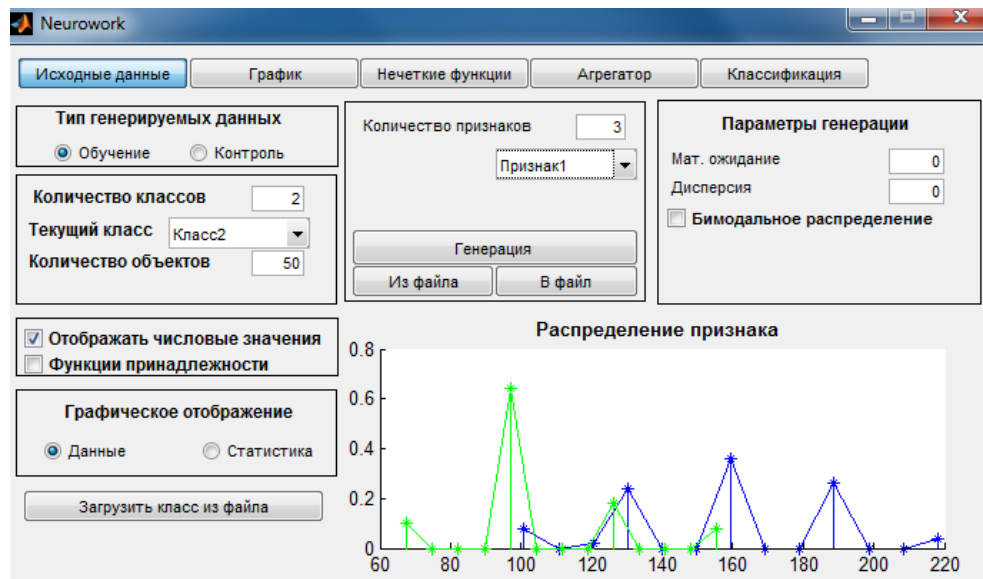 Neurowork
Исходные данные
График
Нечеткие функции
Агрегатор
Классификация
Тип генерируемых данных
Обучение
Контроль
Количество классов 2
Текущий класс Класс2
Количество объектов 50
Количество признаков 3
Признак1
Генерация
Из файла
В файл
Параметры генерации
Мат. ожидание 0
Дисперсия 0
Бимодальное распределение
Отображать числовые значения
Функции принадлежности
Графическое отображение
Данные
Статистика
Загрузить класс из файла
Распределение признака
0.8
0.6
0.4
0.2
0
60 80 100 120 140 160 180 200 220